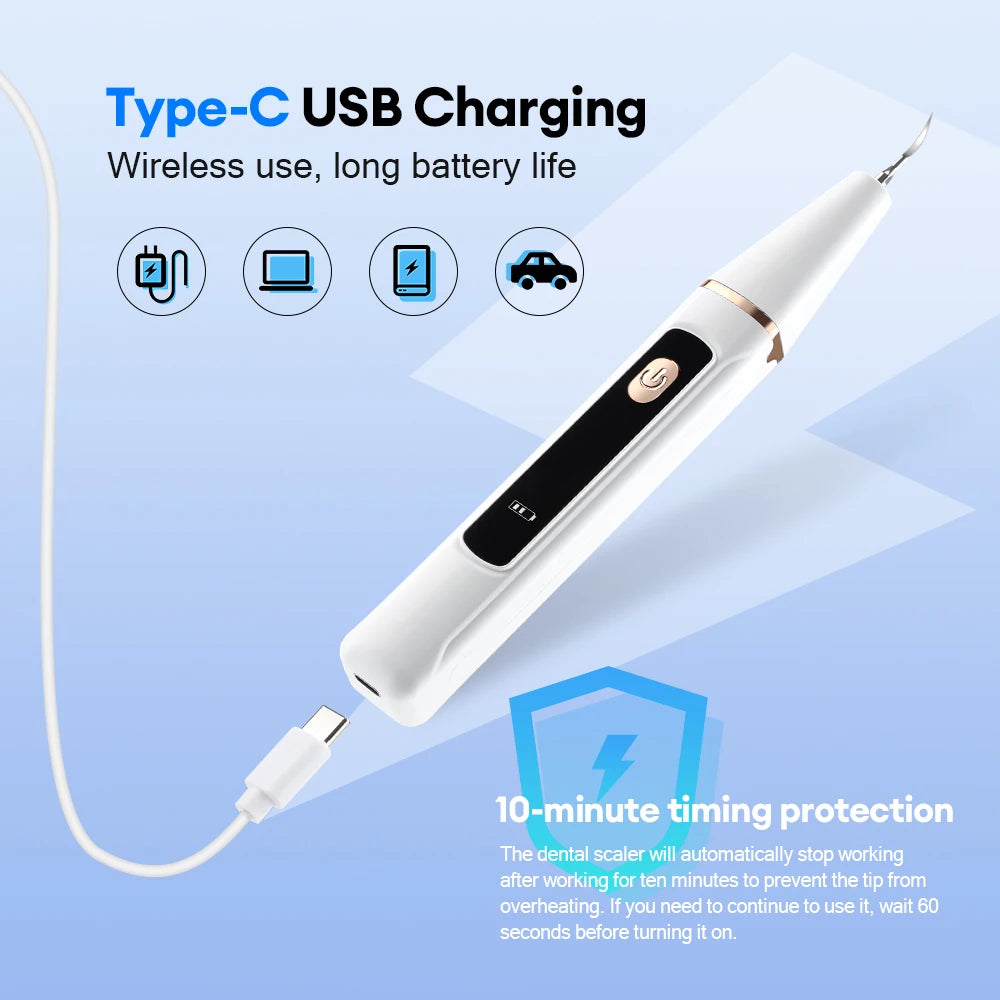 Type-C USB Charging
Wireless use, long battery life
10-minute timing protection
The dental scaler will automatically stop working
after working for ten minutes to prevent the tip from
overheating. If you need to continue to use it, wait 60
seconds before turning it on.